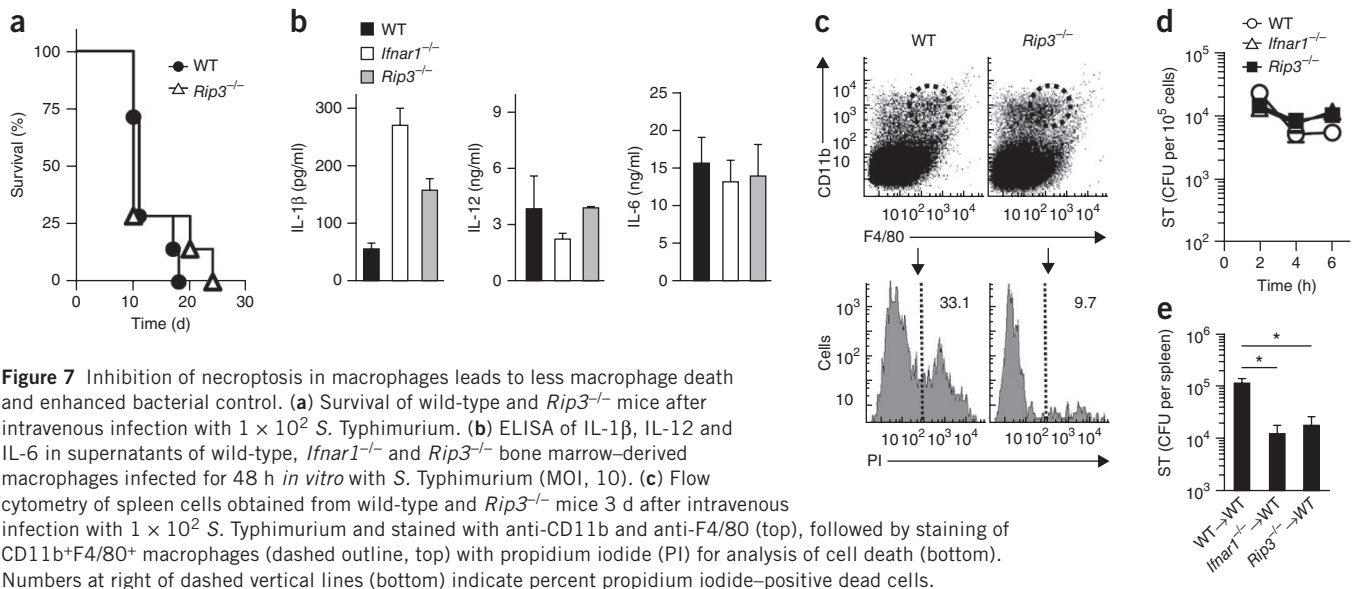 a
WT
Rip3–/–
100
75
50
25
0
Survival (%)
0 10 20 30
Time (d)
b
WT
Ifnar1–/–
Rip3–/–
300
200
100
0
IL-1β (pg/ml)
9
6
3
0
IL-12 (ng/ml)
25
20
15
10
5
0
IL-6 (ng/ml)
c
WT Rip3–/–
10⁴
10³
10²
10
CD11b
10 10² 10³ 10⁴ 10 10² 10³ 10⁴
F4/80
33.1 9.7
10³
10²
10
Cells
10 10² 10³ 10⁴ 10 10² 10³ 10⁴
PI
d
WT
Ifnar1–/–
Rip3–/–
10⁵
10⁴
10³
10²
ST (CFU per 10⁵ cells)
0 2 4 6
Time (h)
e
* *
10⁶
10⁵
10⁴
10³
ST (CFU per spleen)
WT→WT
Ifnar1–/–→WT
Rip3–/–→WT
Figure 7 Inhibition of necroptosis in macrophages leads to less macrophage death
and enhanced bacterial control. (a) Survival of wild-type and Rip3–/– mice after
intravenous infection with 1 × 10² S. Typhimurium. (b) ELISA of IL-1β, IL-12 and
IL-6 in supernatants of wild-type, Ifnar1–/– and Rip3–/– bone marrow–derived
macrophages infected for 48 h in vitro with S. Typhimurium (MOI, 10). (c) Flow
cytometry of spleen cells obtained from wild-type and Rip3–/– mice 3 d after intravenous
infection with 1 × 10² S. Typhimurium and stained with anti-CD11b and anti-F4/80 (top), followed by staining of
CD11b⁺F4/80⁺ macrophages (dashed outline, top) with propidium iodide (PI) for analysis of cell death (bottom).
Numbers at right of dashed vertical lines (bottom) indicate percent propidium iodide–positive dead cells.